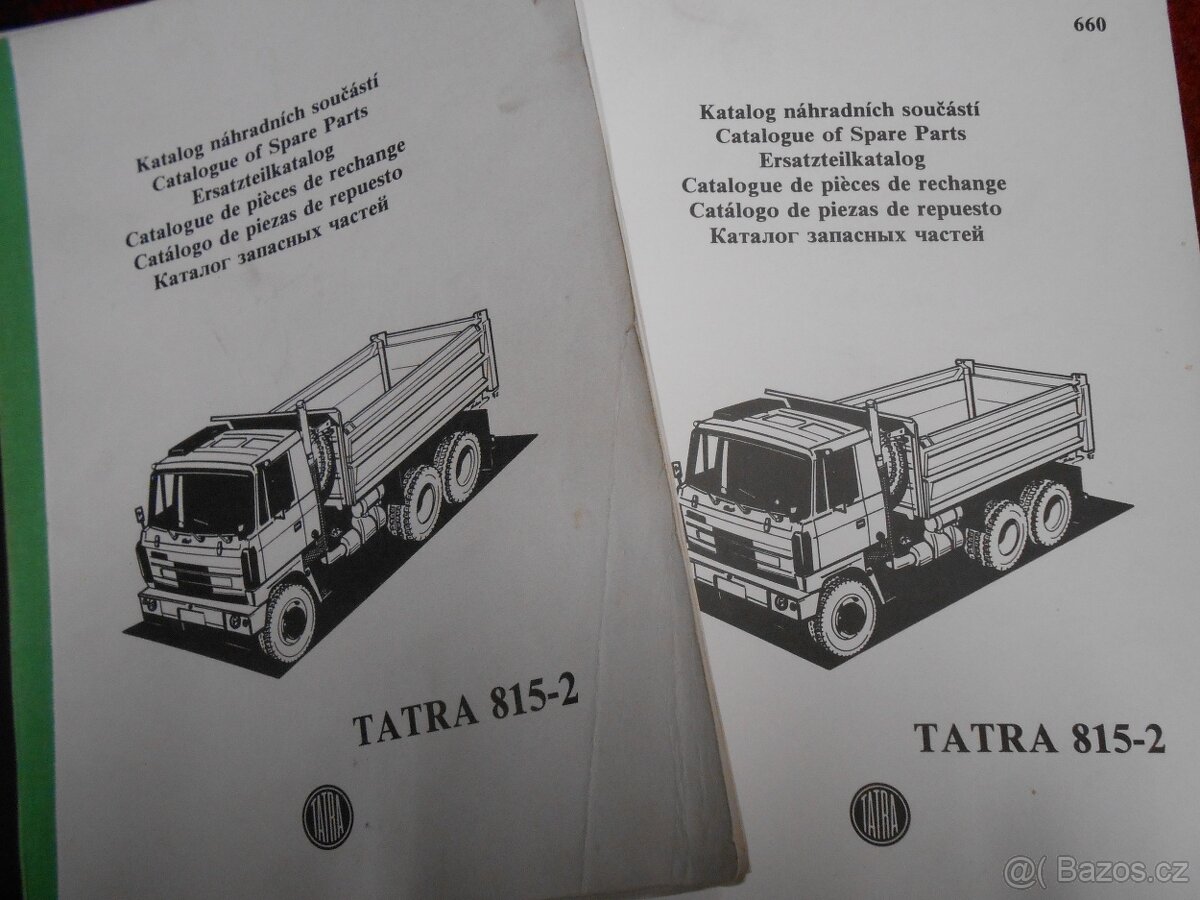 Katalog náhradních součástí
Catalogue of Spare Parts
Ersatzteilkatalog
Catalogue de pièces de rechange
Catálogo de piezas de repuesto
Каталог запасных частей
TATRA 815-2
TATRA
660
Katalog náhradních součástí
Catalogue of Spare Parts
Ersatzteilkatalog
Catalogue de pièces de rechange
Catálogo de piezas de repuesto
Каталог запасных частей
TATRA 815-2
TATRA
@( Bazos.cz